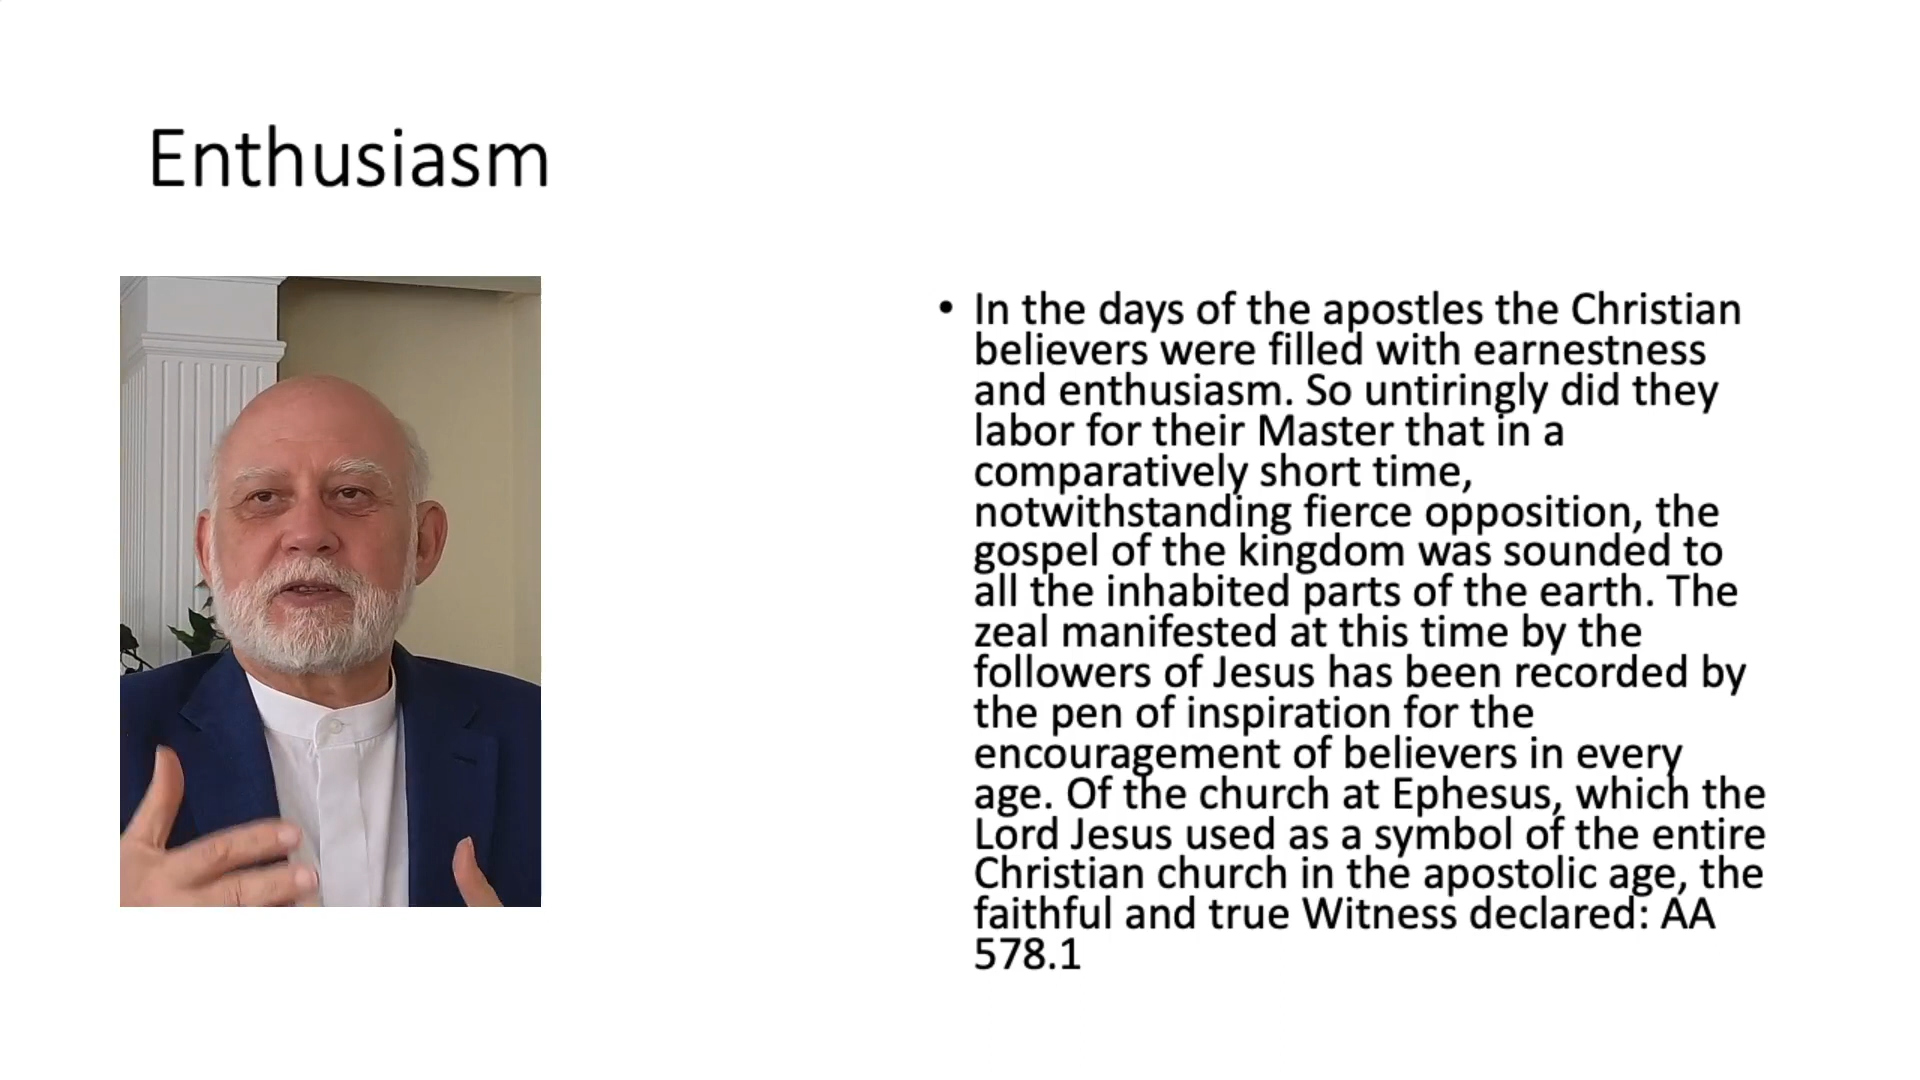 Enthusiasm
• In the days of the apostles the Christian
believers were filled with earnestness
and enthusiasm. So untiringly did they
labor for their Master that in a
comparatively short time,
notwithstanding fierce opposition, the
gospel of the kingdom was sounded to
all the inhabited parts of the earth. The
zeal manifested at this time by the
followers of Jesus has been recorded by
the pen of inspiration for the
encouragement of believers in every
age. Of the church at Ephesus, which the
Lord Jesus used as a symbol of the entire
Christian church in the apostolic age, the
faithful and true Witness declared: AA
578.1